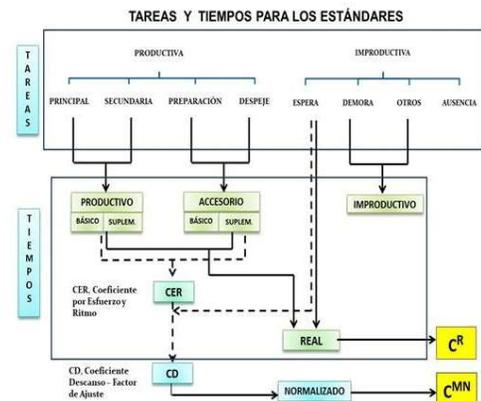 TAREAS Y TIEMPOS PARA LOS ESTÁNDARES
TAREAS
PRODUCTIVA
IMPRODUCTIVA
PRINCIPAL
SECUNDARIA
PREPARACIÓN
DESPEJE
ESPERA
DEMORA
OTROS
AUSENCIA
TIEMPOS
PRODUCTIVO
BÁSICO
SUPLEM.
ACCESORIO
BÁSICO
SUPLEM.
IMPRODUCTIVO
CER, Coeficiente
por Esfuerzo y
Ritmo
CER
REAL
CR
CD, Coeficiente
Descanso – Factor
de Ajuste
CD
NORMALIZADO
CMN